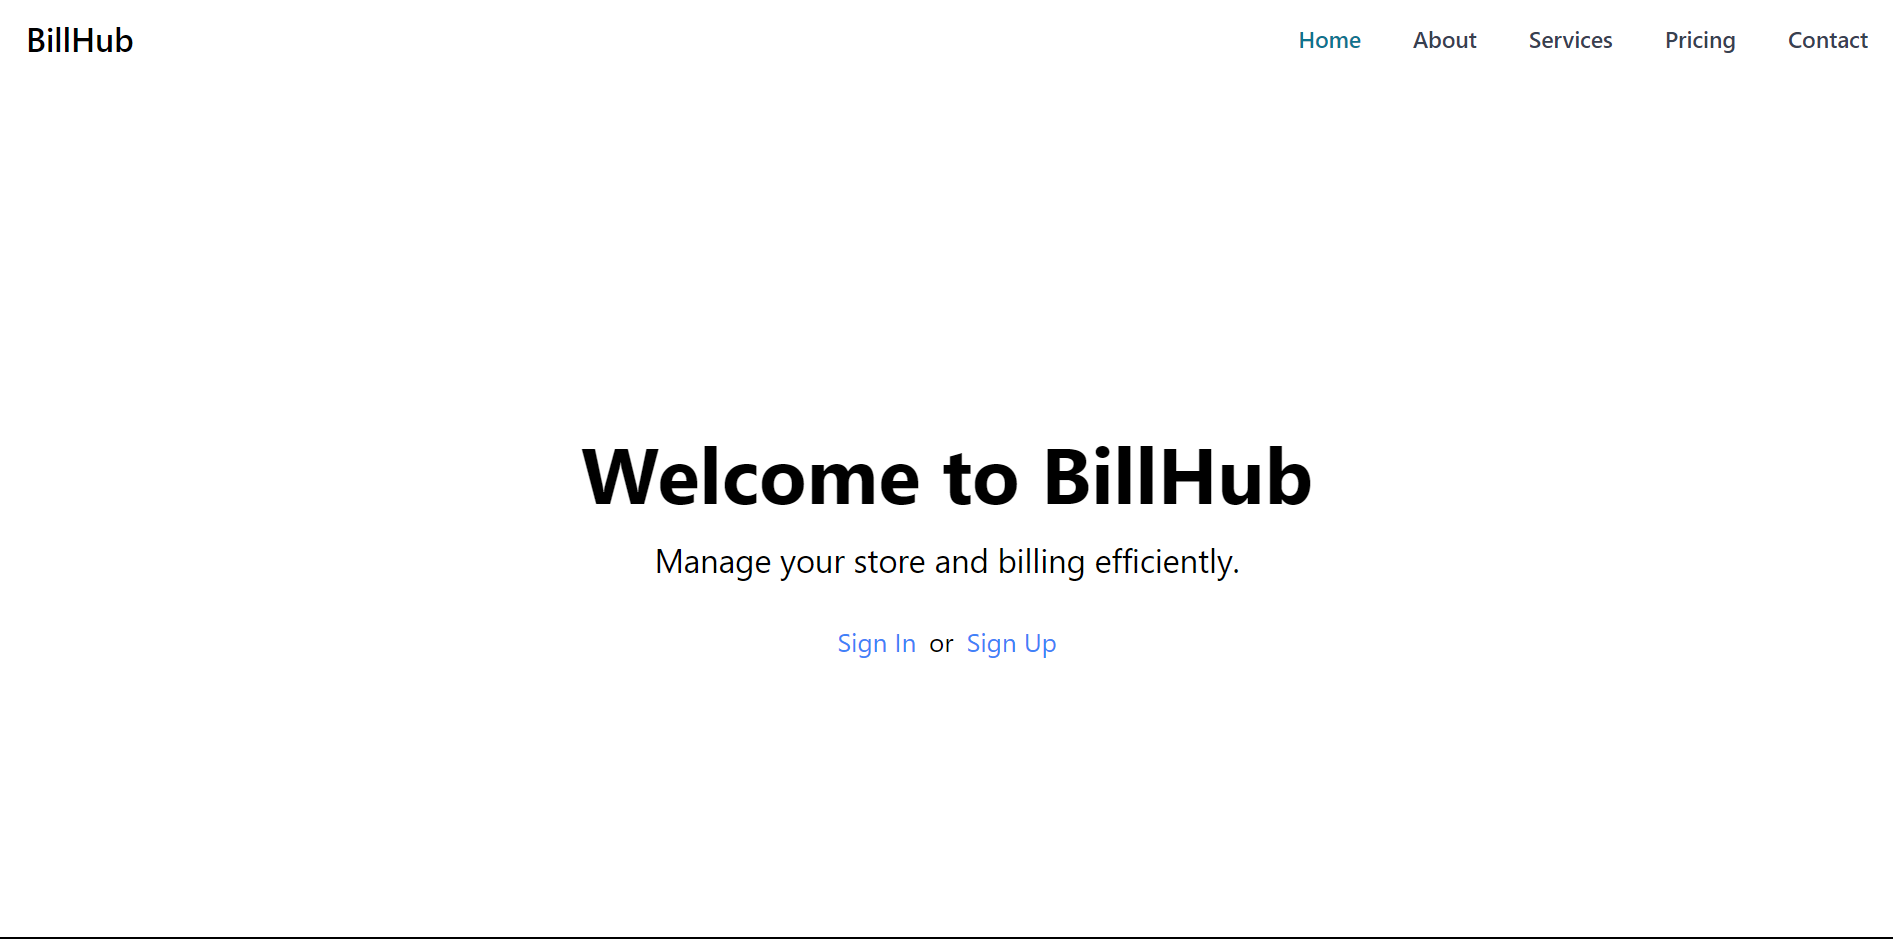 BillHub
Home About Services Pricing Contact
Welcome to BillHub
Manage your store and billing efficiently.
Sign In or Sign Up